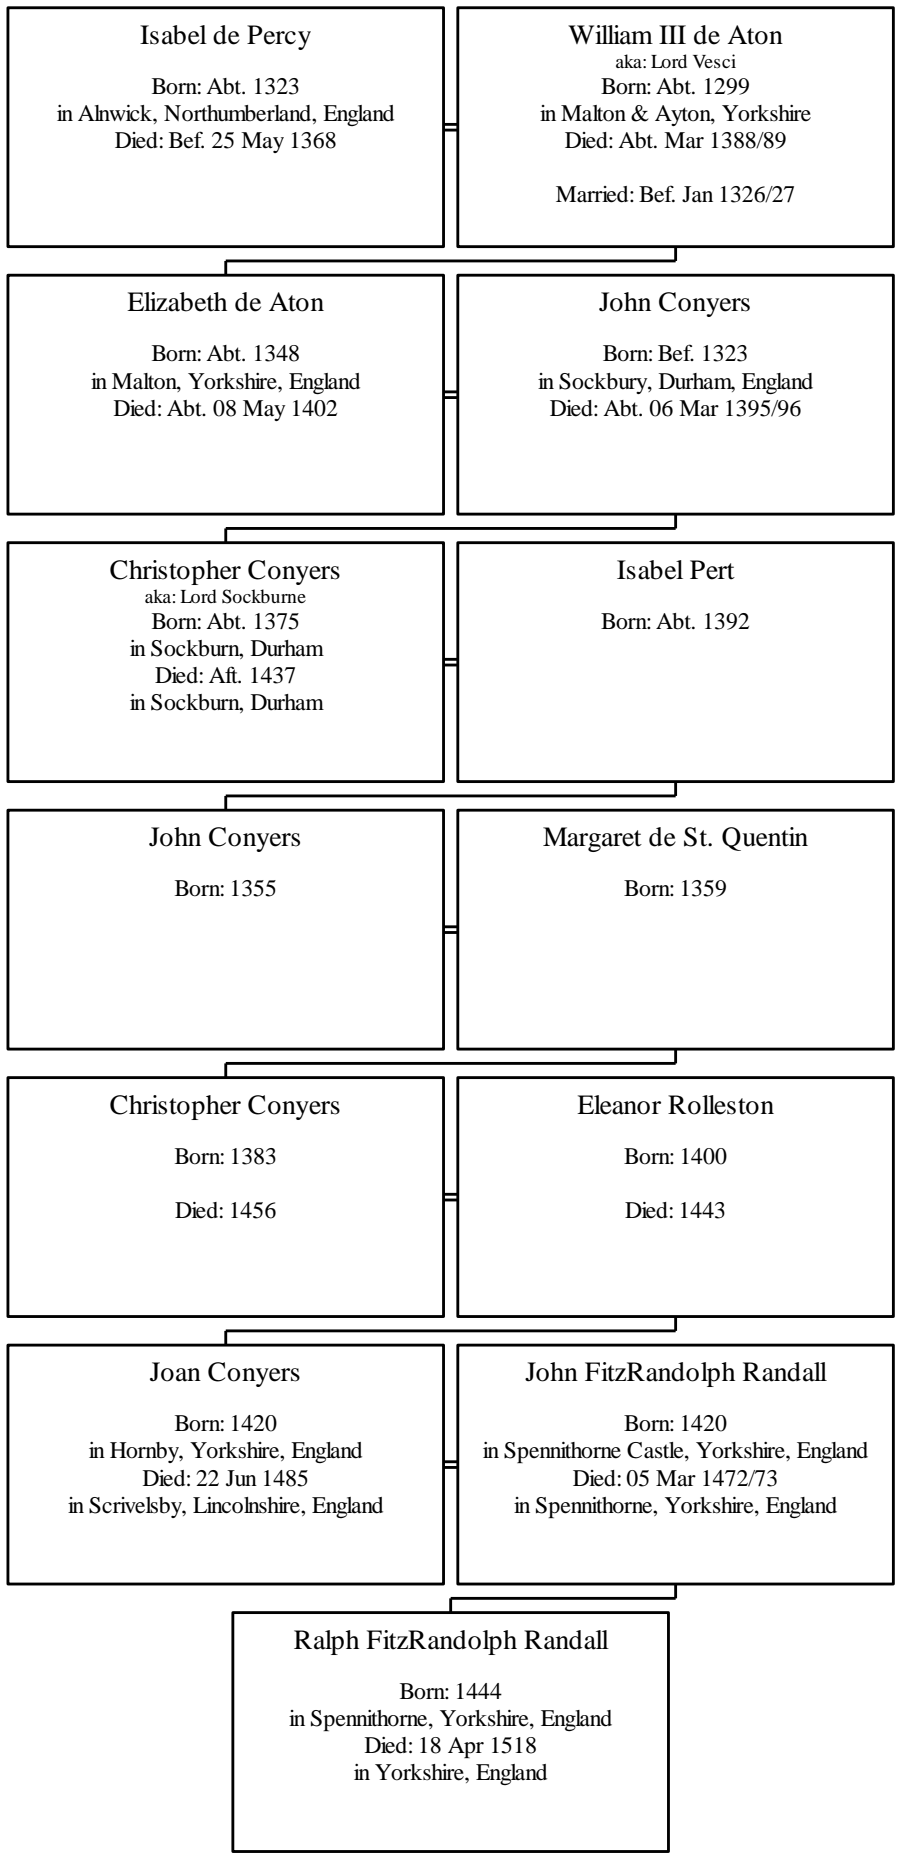 Isabel de Percy
Born: Abt. 1323
in Alnwick, Northumberland, England
Died: Bef. 25 May 1368
William III de Aton
aka: Lord Vesci
Born: Abt. 1299
in Malton & Ayton, Yorkshire
Died: Abt. Mar 1388/89
Married: Bef. Jan 1326/27
Elizabeth de Aton
Born: Abt. 1348
in Malton, Yorkshire, England
Died: Abt. 08 May 1402
John Conyers
Born: Bef. 1323
in Sockbury, Durham, England
Died: Abt. 06 Mar 1395/96
Christopher Conyers
aka: Lord Sockburne
Born: Abt. 1375
in Sockburn, Durham
Died: Aft. 1437
in Sockburn, Durham
Isabel Pert
Born: Abt. 1392
John Conyers
Born: 1355
Margaret de St. Quentin
Born: 1359
Christopher Conyers
Born: 1383
Died: 1456
Eleanor Rolleston
Born: 1400
Died: 1443
Joan Conyers
Born: 1420
in Hornby, Yorkshire, England
Died: 22 Jun 1485
in Scrivelsby, Lincolnshire, England
John FitzRandolph Randall
Born: 1420
in Spennithorne Castle, Yorkshire, England
Died: 05 Mar 1472/73
in Spennithorne, Yorkshire, England
Ralph FitzRandolph Randall
Born: 1444
in Spennithorne, Yorkshire, England
Died: 18 Apr 1518
in Yorkshire, England